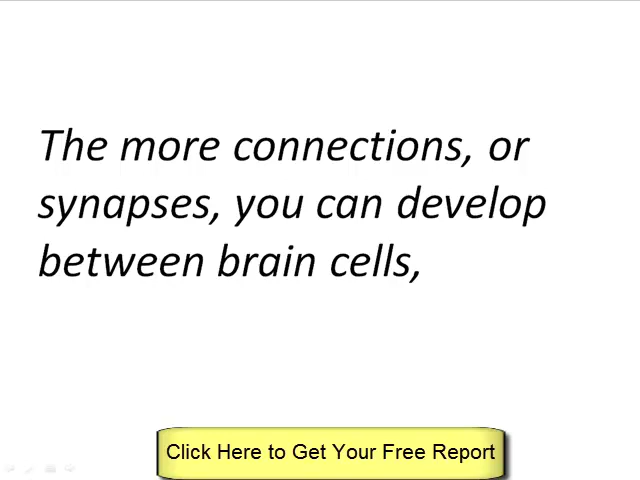 The more connections, or
synapses, you can develop
between brain cells,
Click Here to Get Your Free Report